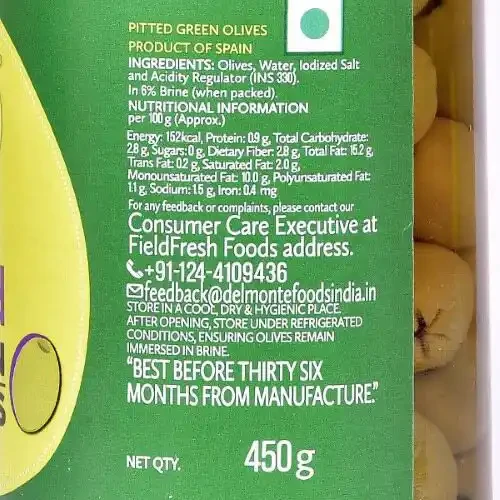 PITTED GREEN OLIVES
PRODUCT OF SPAIN
INGREDIENTS: Olives, Water, Iodized Salt
and Acidity Regulator (INS 330).
In 6% Brine (when packed).
NUTRITIONAL INFORMATION
per 100 g (Approx.)
Energy: 152kcal, Protein: 0.9 g, Total Carbohydrate:
2.8 g, Sugars: 0 g, Dietary Fiber: 2.8 g, Total Fat: 15.2 g,
Trans Fat: 0.2 g, Saturated Fat: 2.0 g,
Monounsaturated Fat: 10.0 g, Polyunsaturated Fat:
1.1 g, Sodium: 1.5 g, Iron: 0.4 mg
For any feedback or complaints, please contact our
Consumer Care Executive at
FieldFresh Foods address.
+91-124-4109436
feedback@delmontefoodsindia.in
STORE IN A COOL, DRY & HYGIENIC PLACE.
AFTER OPENING, STORE UNDER REFRIGERATED
CONDITIONS, ENSURING OLIVES REMAIN
IMMERSED IN BRINE.
"BEST BEFORE THIRTY SIX
MONTHS FROM MANUFACTURE."
NET QTY. 450 g